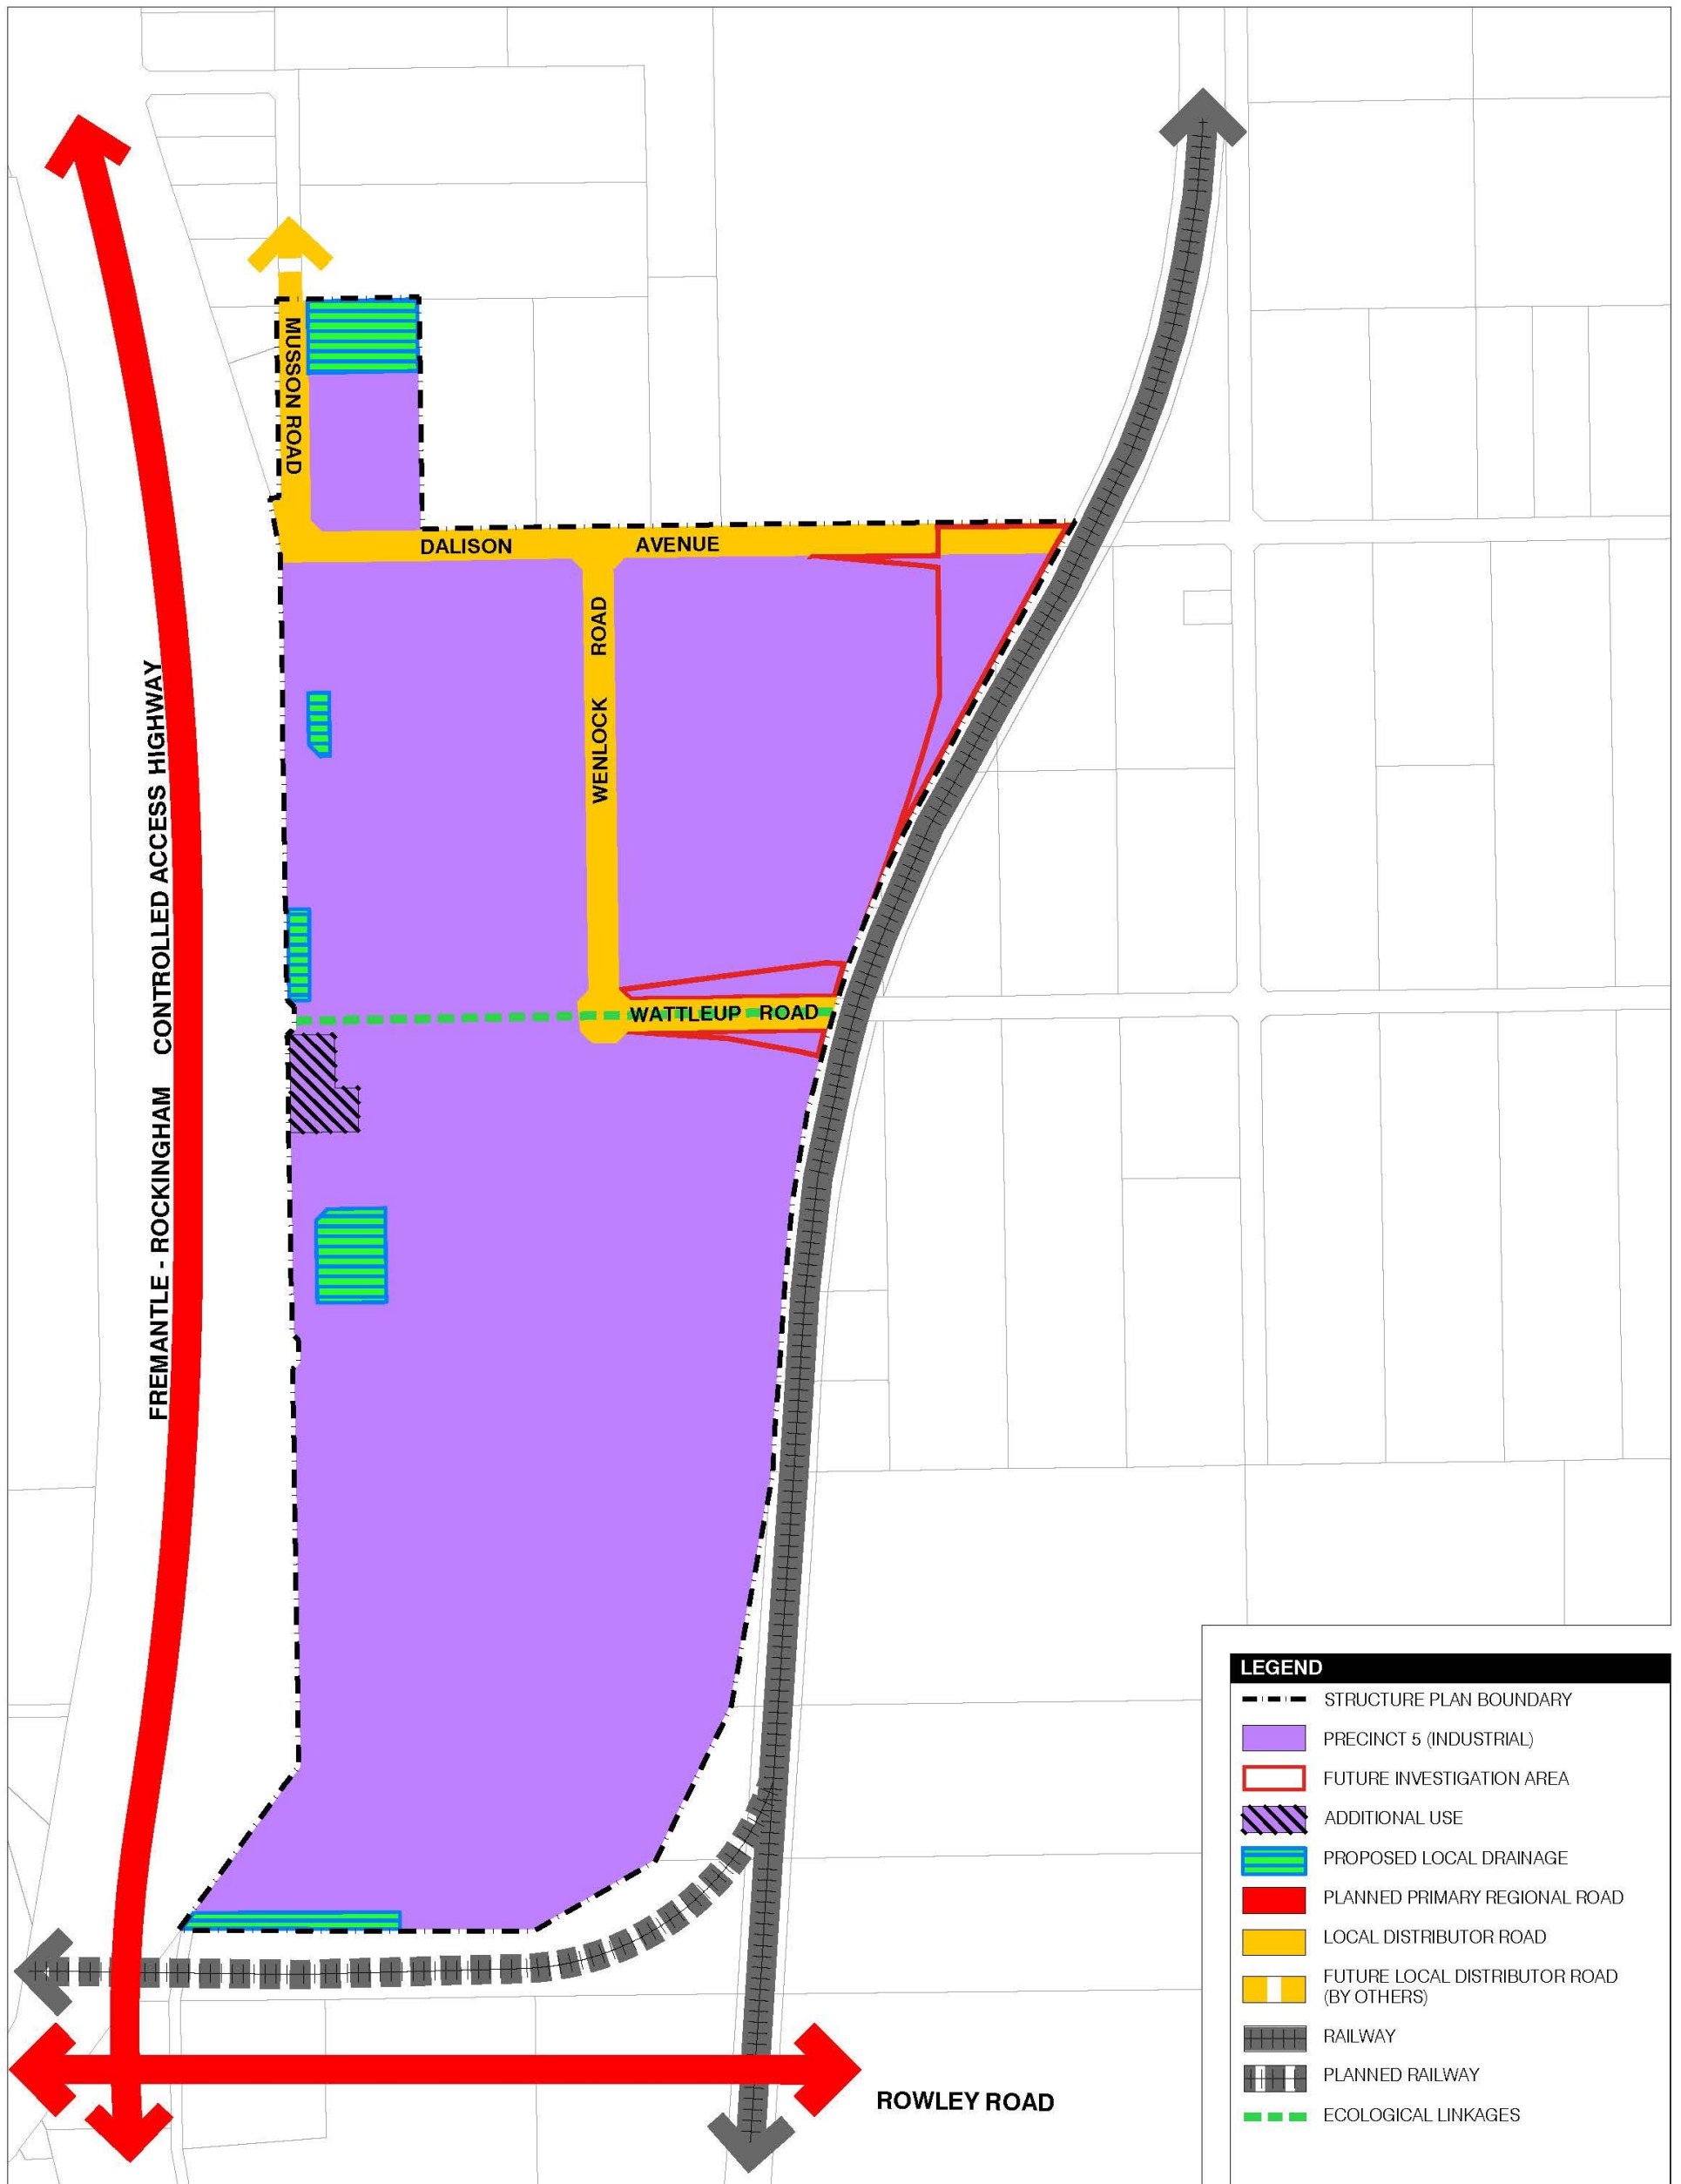 MUSSON ROAD
DALISON AVENUE
WENLOCK ROAD
FREMANTLE - ROCKINGHAM CONTROLLED ACCESS HIGHWAY
WATTLEUP ROAD
ROWLEY ROAD
LEGEND
STRUCTURE PLAN BOUNDARY
PRECINCT 5 (INDUSTRIAL)
FUTURE INVESTIGATION AREA
ADDITIONAL USE
PROPOSED LOCAL DRAINAGE
PLANNED PRIMARY REGIONAL ROAD
LOCAL DISTRIBUTOR ROAD
FUTURE LOCAL DISTRIBUTOR ROAD
(BY OTHERS)
RAILWAY
PLANNED RAILWAY
ECOLOGICAL LINKAGES